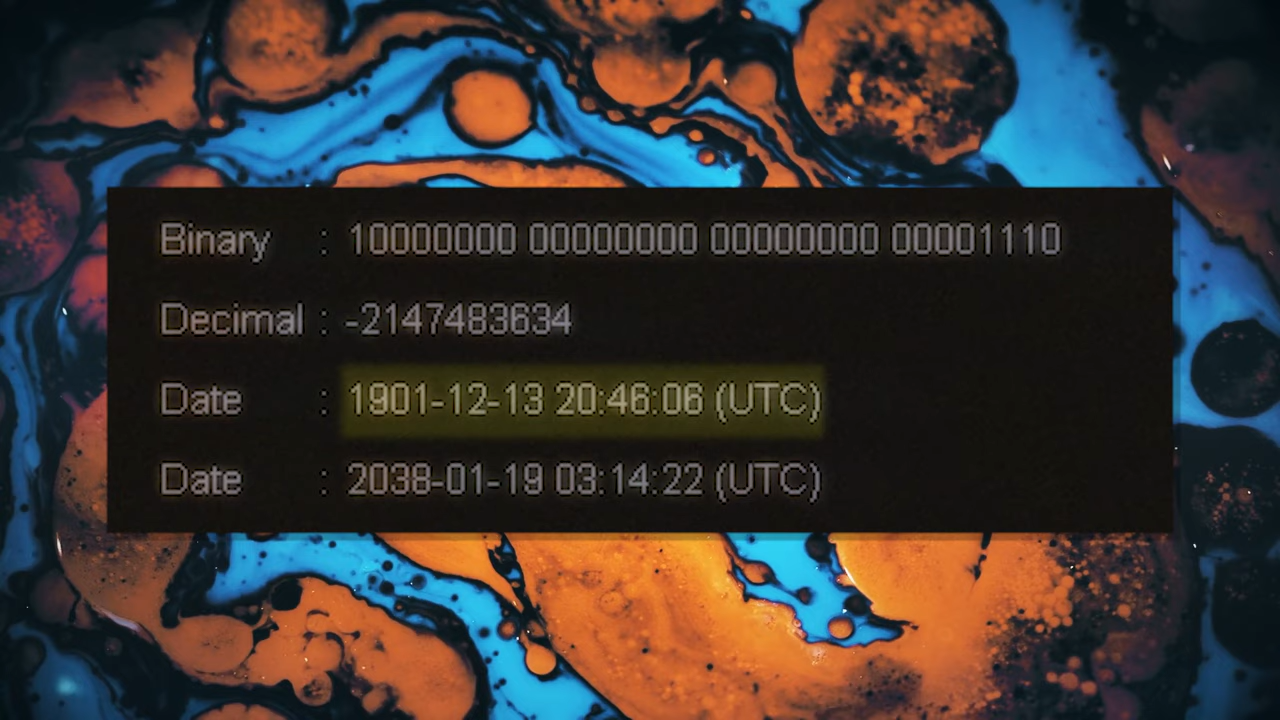 Binary : 10000000 00000000 00000000 00001110
Decimal : -2147483634
Date : 1901-12-13 20:46:06 (UTC)
Date : 2038-01-19 03:14:22 (UTC)